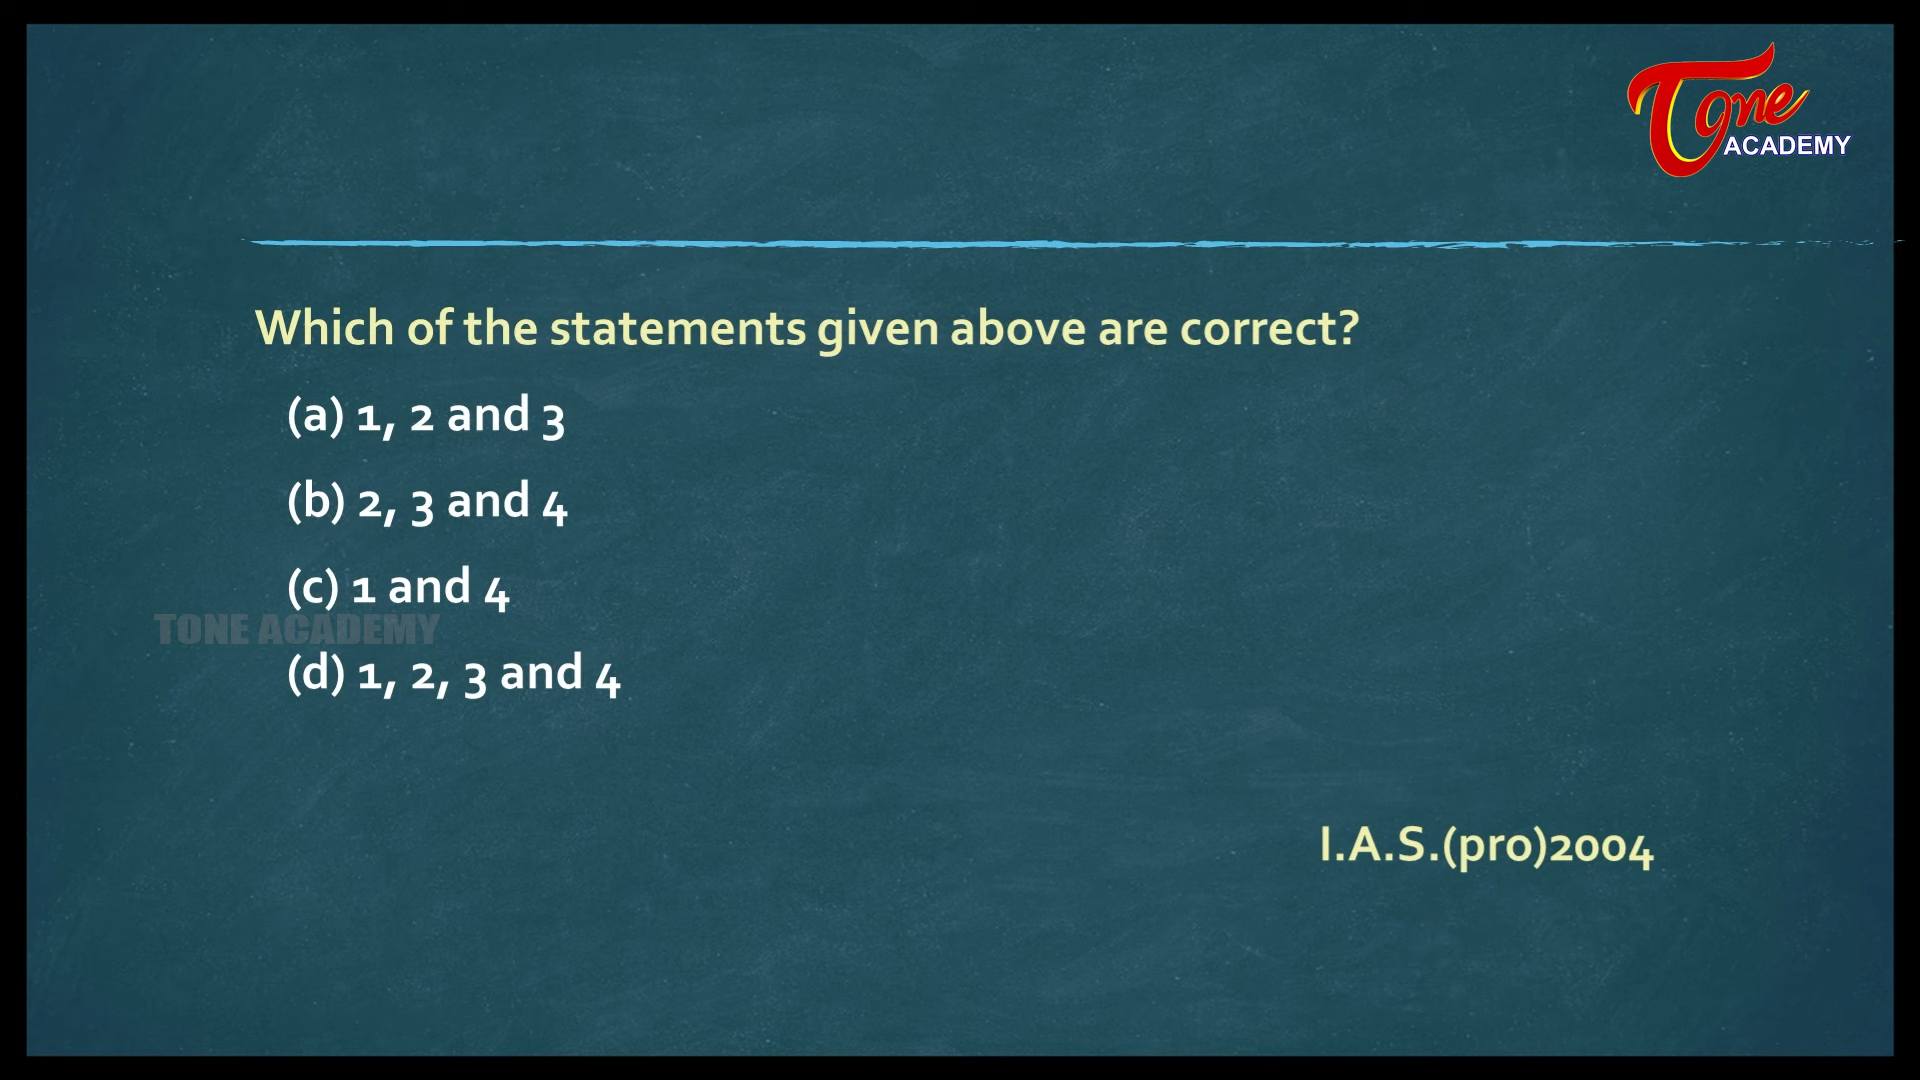 Tone
ACADEMY
Which of the statements given above are correct?
(a) 1, 2 and 3
(b) 2, 3 and 4
(c) 1 and 4
TONE ACADEMY
(d) 1, 2, 3 and 4
I.A.S.(pro)2004